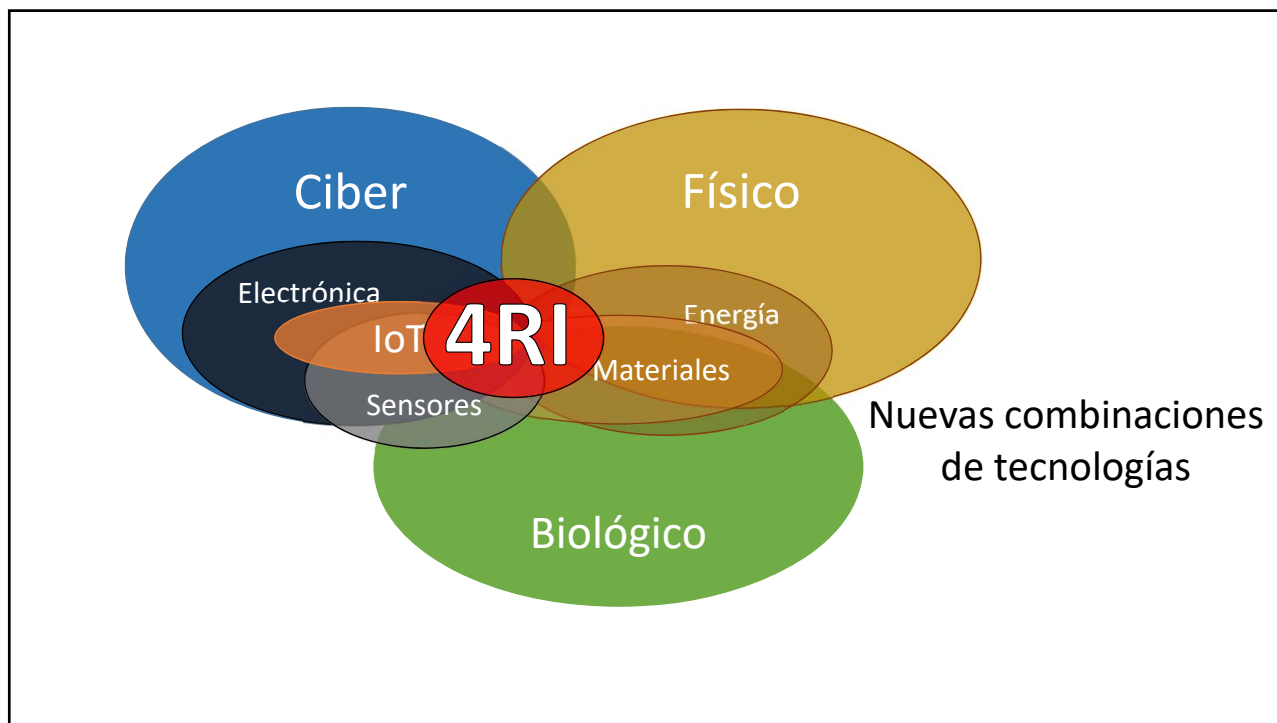 Ciber
Físico
Electrónica
IoT
4RI
Energía
Materiales
Sensores
Nuevas combinaciones
de tecnologías
Biológico